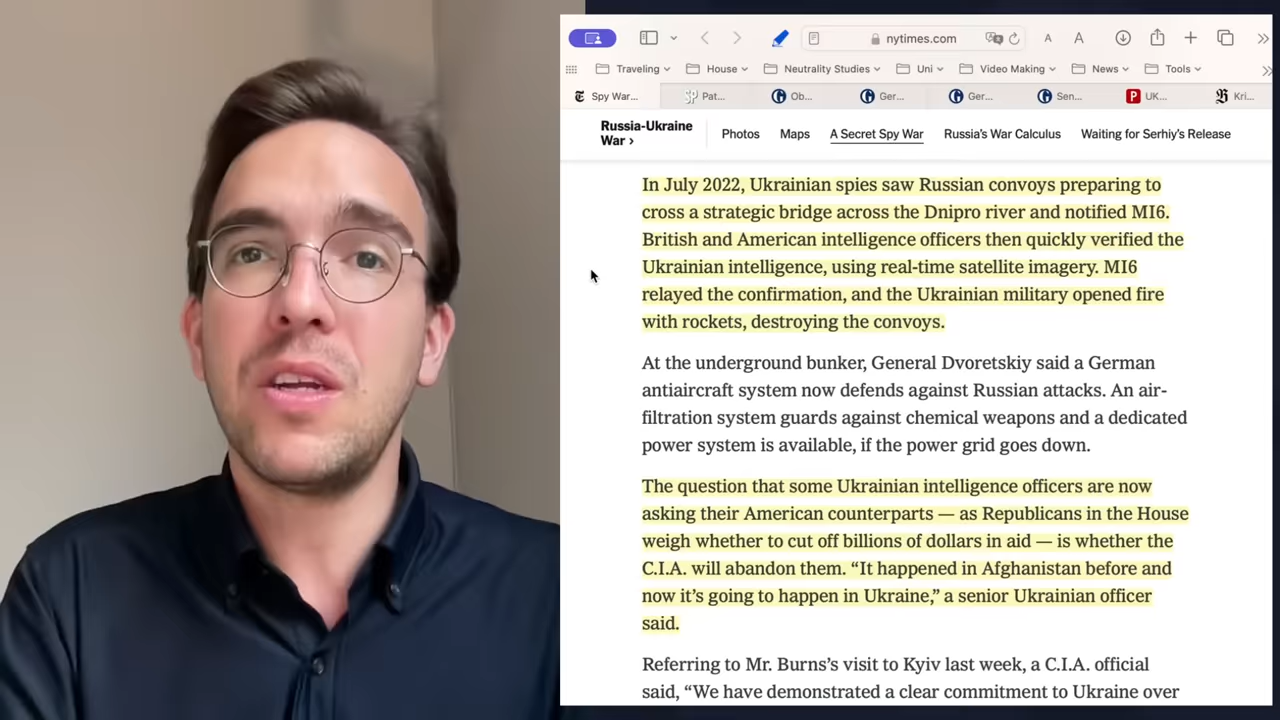 nytimes.com
A A
Traveling House Neutrality Studies Uni Video Making News Tools
Spy War... Pat... Ob... Ger... Ger... Sen... UK... Kri...
Russia-Ukraine
War ›
Photos Maps A Secret Spy War Russia’s War Calculus Waiting for Serhiy’s Release
In July 2022, Ukrainian spies saw Russian convoys preparing to
cross a strategic bridge across the Dnipro river and notified MI6.
British and American intelligence officers then quickly verified the
Ukrainian intelligence, using real-time satellite imagery. MI6
relayed the confirmation, and the Ukrainian military opened fire
with rockets, destroying the convoys.
At the underground bunker, General Dvoretskiy said a German
antiaircraft system now defends against Russian attacks. An air-
filtration system guards against chemical weapons and a dedicated
power system is available, if the power grid goes down.
The question that some Ukrainian intelligence officers are now
asking their American counterparts — as Republicans in the House
weigh whether to cut off billions of dollars in aid — is whether the
C.I.A. will abandon them. “It happened in Afghanistan before and
now it’s going to happen in Ukraine,” a senior Ukrainian officer
said.
Referring to Mr. Burns’s visit to Kyiv last week, a C.I.A. official
said, “We have demonstrated a clear commitment to Ukraine over